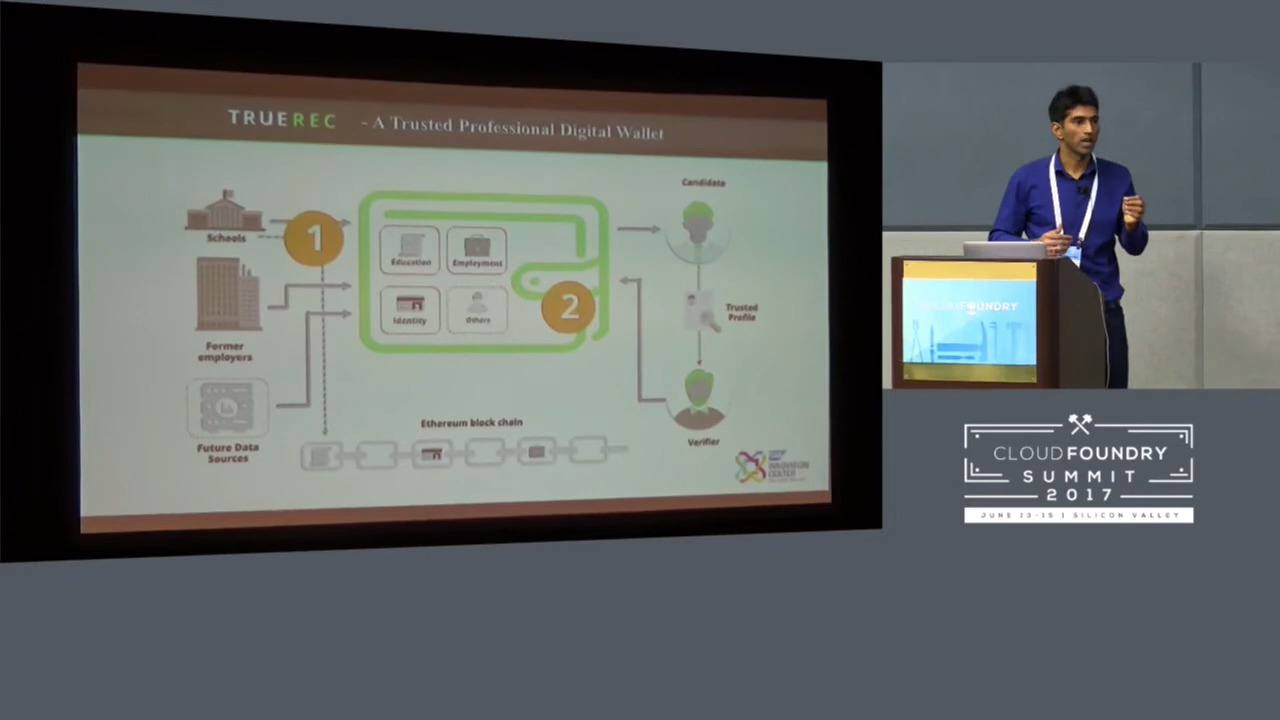 TRUEREC - A Trusted Professional Digital Wallet
Candidate
Schools
1
Education
Employment
2
Identity
Others
Trusted
Profile
Former
employers
Ethereum block chain
Future Data
Sources
Verifier
SAP
INNOVATION
CENTER
FOUNDRY
CLOUD FOUNDRY
SUMMIT
2017
JUNE 13-15 | SILICON VALLEY